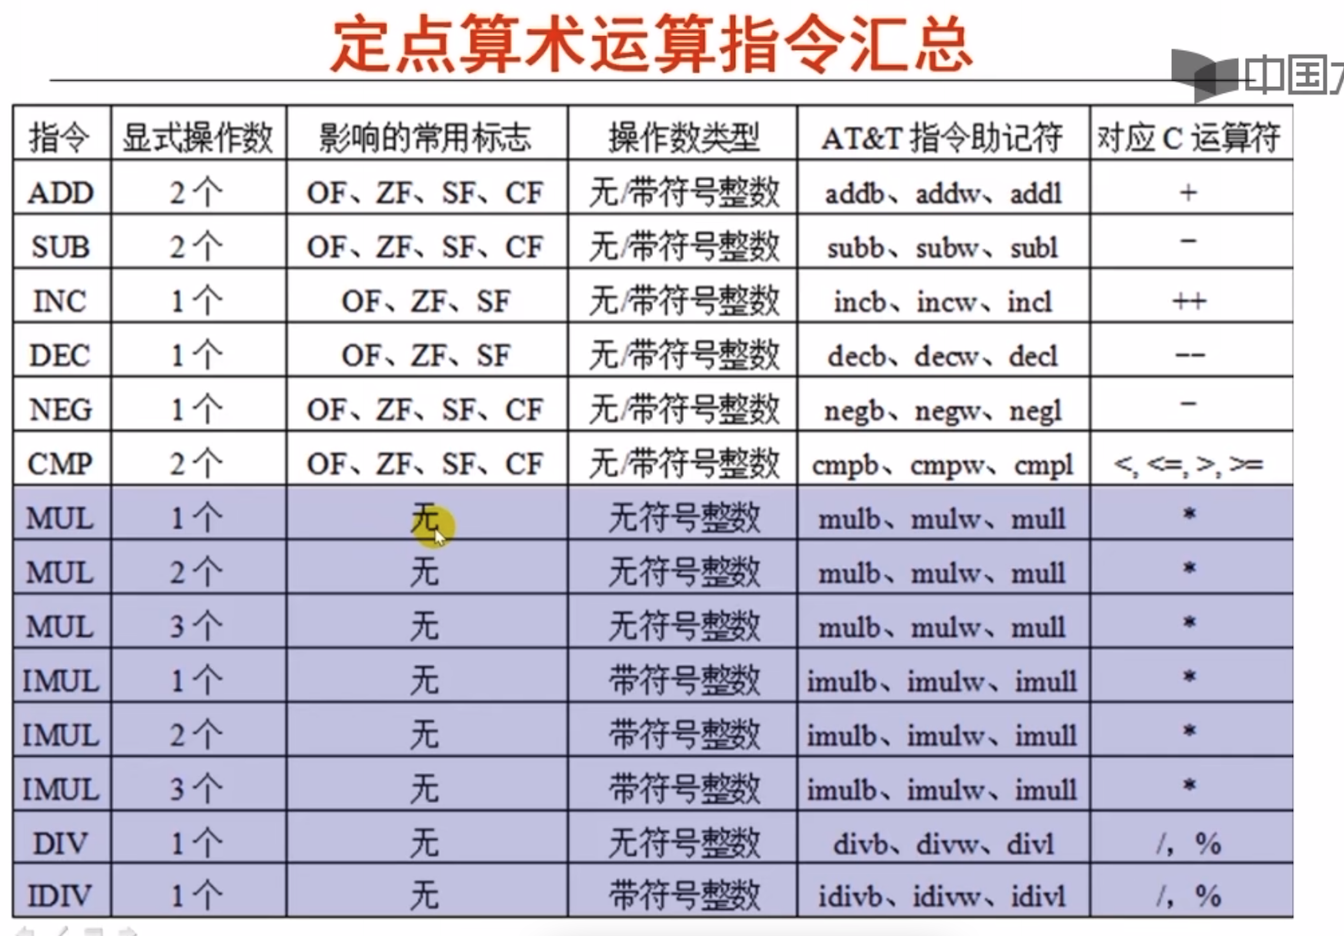 定点算术运算指令汇总
中国
指令 显式操作数 影响的常用标志 操作数类型 AT&T 指令助记符 对应 C 运算符
ADD 2 个 OF、ZF、SF、CF 无/带符号整数 addb、addw、addl +
SUB 2 个 OF、ZF、SF、CF 无/带符号整数 subb、subw、subl −
INC 1 个 OF、ZF、SF 无/带符号整数 incb、incw、incl ++
DEC 1 个 OF、ZF、SF 无/带符号整数 decb、decw、decl −−
NEG 1 个 OF、ZF、SF、CF 无/带符号整数 negb、negw、negl −
CMP 2 个 OF、ZF、SF、CF 无/带符号整数 cmpb、cmpw、cmpl <, <=, >, >=
MUL 1 个 无 无符号整数 mulb、mulw、mull *
MUL 2 个 无 无符号整数 mulb、mulw、mull *
MUL 3 个 无 无符号整数 mulb、mulw、mull *
IMUL 1 个 无 带符号整数 imulb、imulw、imull *
IMUL 2 个 无 带符号整数 imulb、imulw、imull *
IMUL 3 个 无 带符号整数 imulb、imulw、imull *
DIV 1 个 无 无符号整数 divb、divw、divl /, %
IDIV 1 个 无 带符号整数 idivb、idivw、idivl /, %